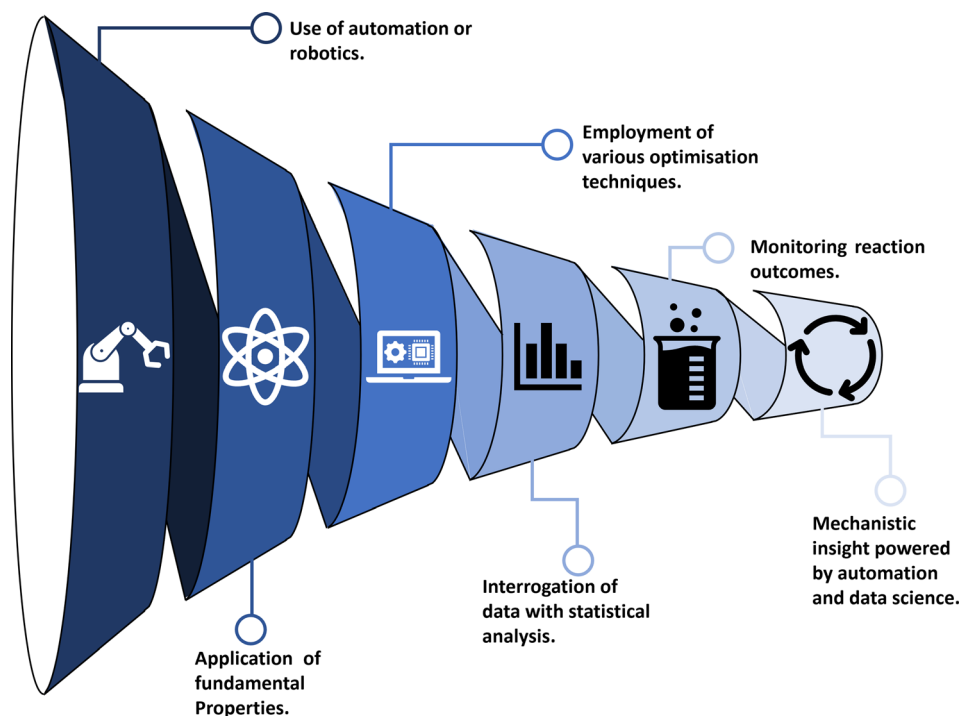 Use of automation or
robotics.
Employment of
various optimisation
techniques.
Monitoring reaction
outcomes.
Mechanistic
insight powered
by automation
and data science.
Interrogation of
data with statistical
analysis.
Application of
fundamental
Properties.